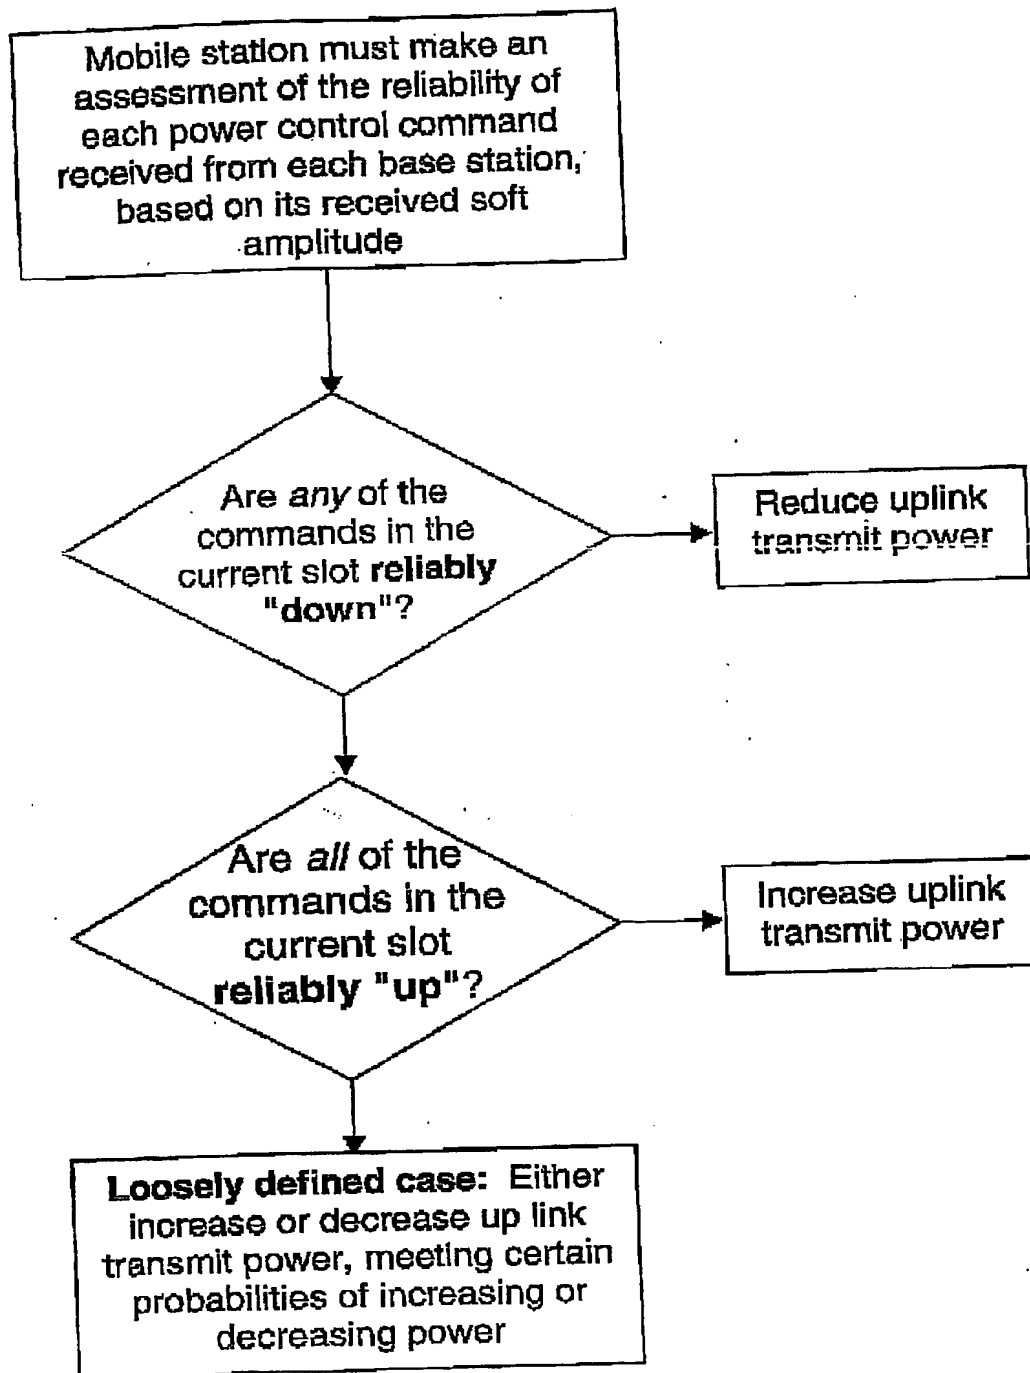 Mobile station must make an
assessment of the reliability of
each power control command
received from each base station,
based on its received soft
amplitude
Are any of the
commands in the
current slot reliably
"down"?
Reduce uplink
transmit power
Are all of the
commands in the
current slot
reliably "up"?
Increase uplink
transmit power
Loosely defined case: Either
increase or decrease up link
transmit power, meeting certain
probabilities of increasing or
decreasing power